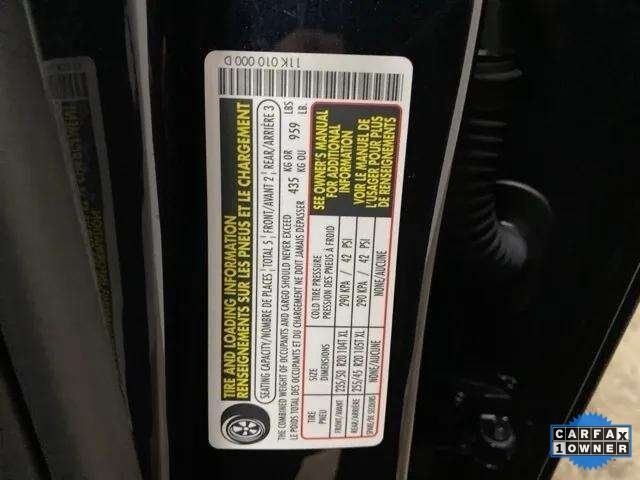 11K 010 000 D
TIRE AND LOADING INFORMATION
RENSEIGNEMENTS SUR LES PNEUS ET LE CHARGEMENT
SEATING CAPACITY/NOMBRE DE PLACES TOTAL 5 FRONT/AVANT 2 REAR/ARRIÈRE 3
THE COMBINED WEIGHT OF OCCUPANTS AND CARGO SHOULD NEVER EXCEED 435 KG OR 959 LBS
LE POIDS TOTAL DES OCCUPANTS ET DU CHARGEMENT NE DOIT JAMAIS DÉPASSER 435 KG OU 959 LB.
TIRE SIZE COLD TIRE PRESSURE
PNEU DIMENSIONS PRESSION DES PNEUS À FROID
FRONT/AVANT 235/50 R20 104T XL 290 KPA / 42 PSI
REAR/ARRIÈRE 255/45 R20 105T XL 290 KPA / 42 PSI
SPARE/DE SECOURS NONE/AUCUNE NONE/AUCUNE
SEE OWNER'S MANUAL
FOR ADDITIONAL
INFORMATION
VOIR LE MANUEL DE
L'USAGER POUR PLUS
DE RENSEIGNEMENTS
CARFAX
1 OWNER